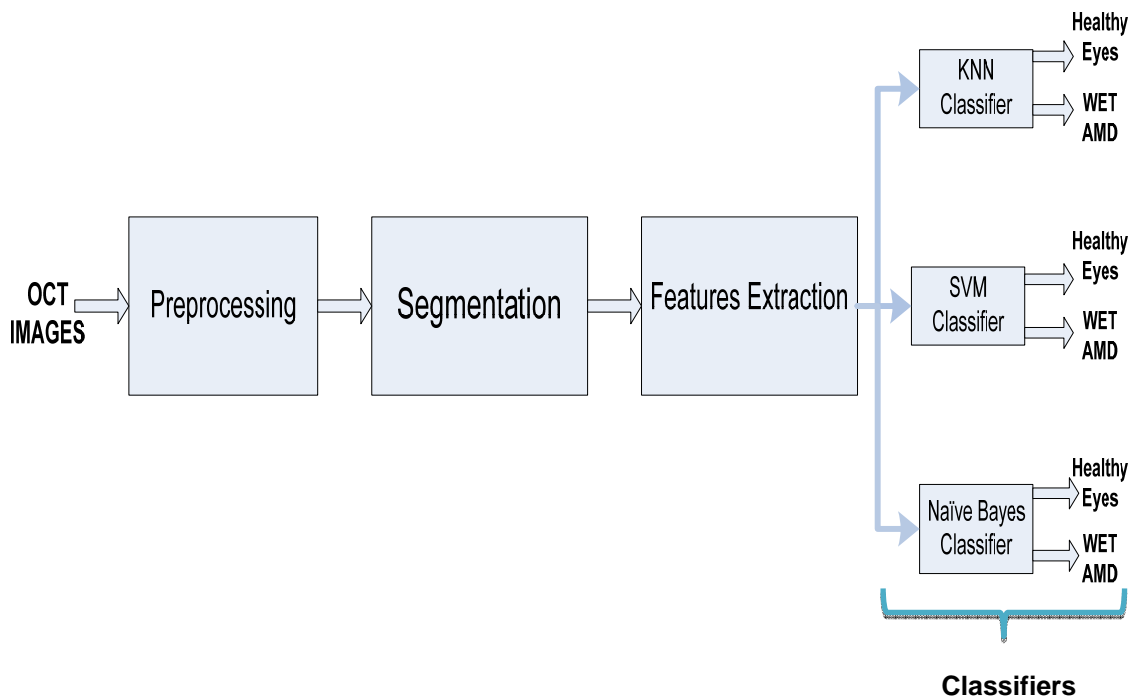 OCT
IMAGES
Preprocessing
Segmentation
Features Extraction
KNN
Classifier
Healthy
Eyes
WET
AMD
SVM
Classifier
Healthy
Eyes
WET
AMD
Naïve Bayes
Classifier
Healthy
Eyes
WET
AMD
Classifiers